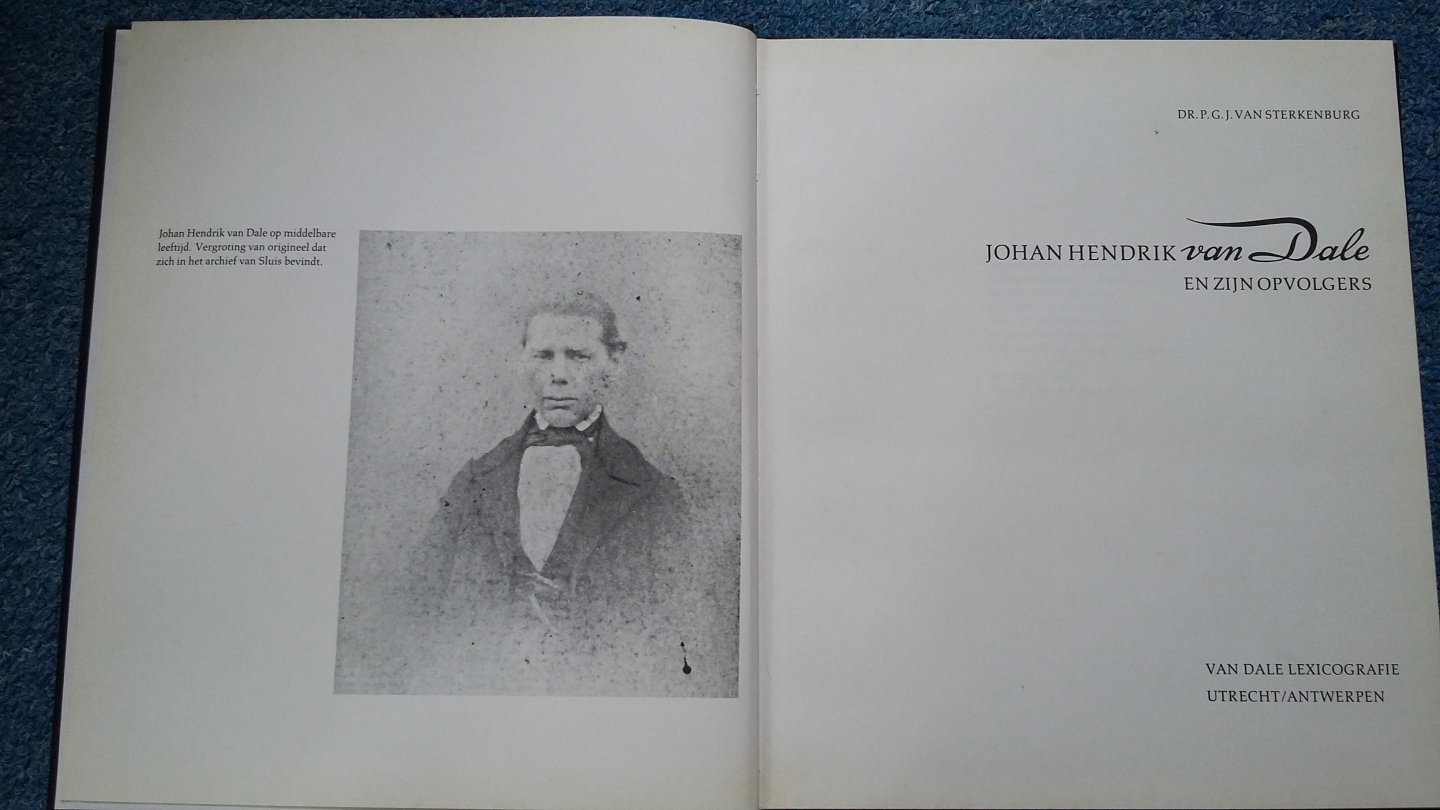 Johan Hendrik van Dale op middelbare
leeftijd. Vergroting van origineel dat
zich in het archief van Sluis bevindt.
DR. P. G. J. VAN STERKENBURG
JOHAN HENDRIK van Dale
EN ZIJN OPVOLGERS
VAN DALE LEXICOGRAFIE
UTRECHT/ANTWERPEN